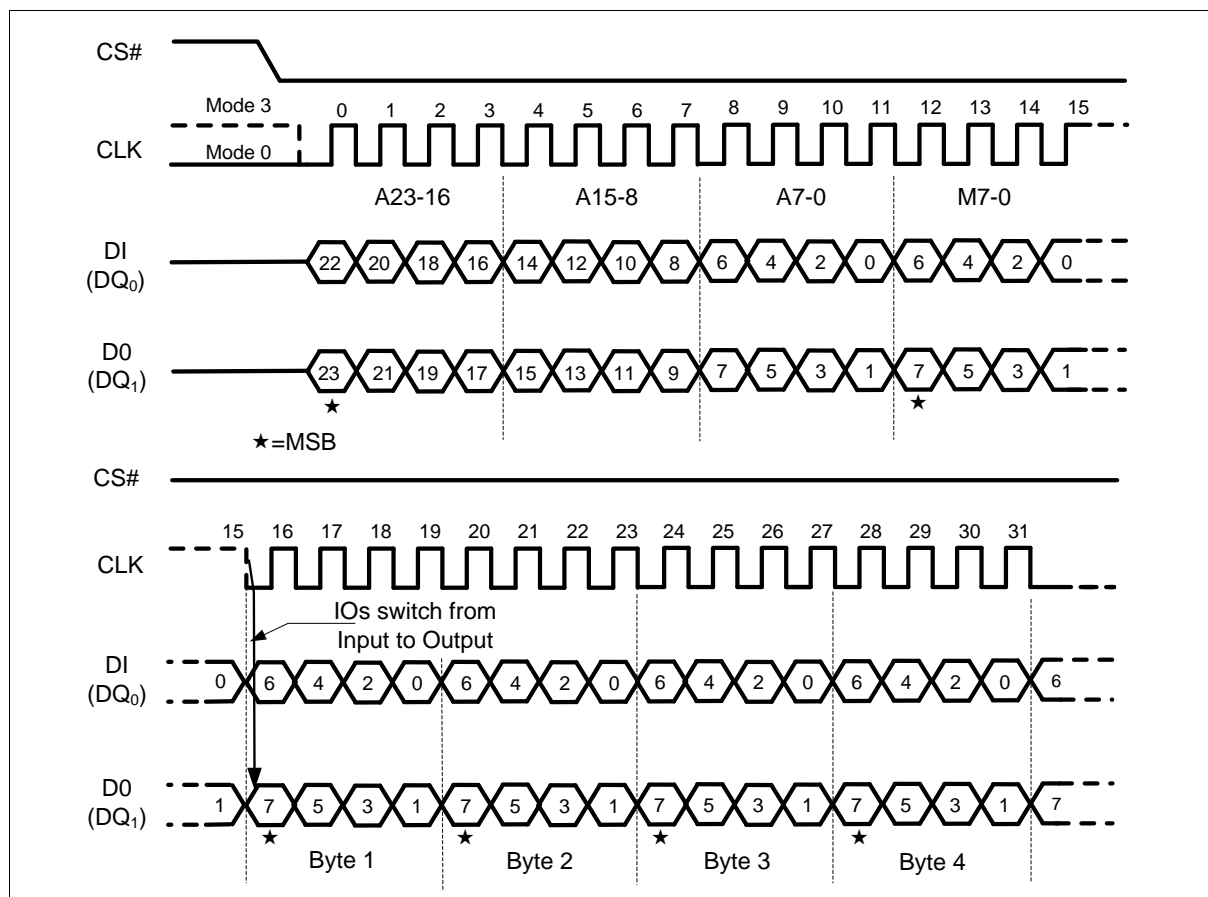 CS#
Mode 3
0 1 2 3 4 5 6 7 8 9 10 11 12 13 14 15
CLK
Mode 0
A23-16 A15-8 A7-0 M7-0
DI
(DQ0)
22 20 18 16 14 12 10 8 6 4 2 0 6 4 2 0
D0
(DQ1)
23 21 19 17 15 13 11 9 7 5 3 1 7 5 3 1
★
★
★=MSB
CS#
15 16 17 18 19 20 21 22 23 24 25 26 27 28 29 30 31
CLK
IOs switch from
Input to Output
DI
(DQ0)
0 6 4 2 0 6 4 2 0 6 4 2 0 6 4 2 0 6
D0
(DQ1)
1 7 5 3 1 7 5 3 1 7 5 3 1 7 5 3 1 7
★ ★ ★ ★
Byte 1 Byte 2 Byte 3 Byte 4